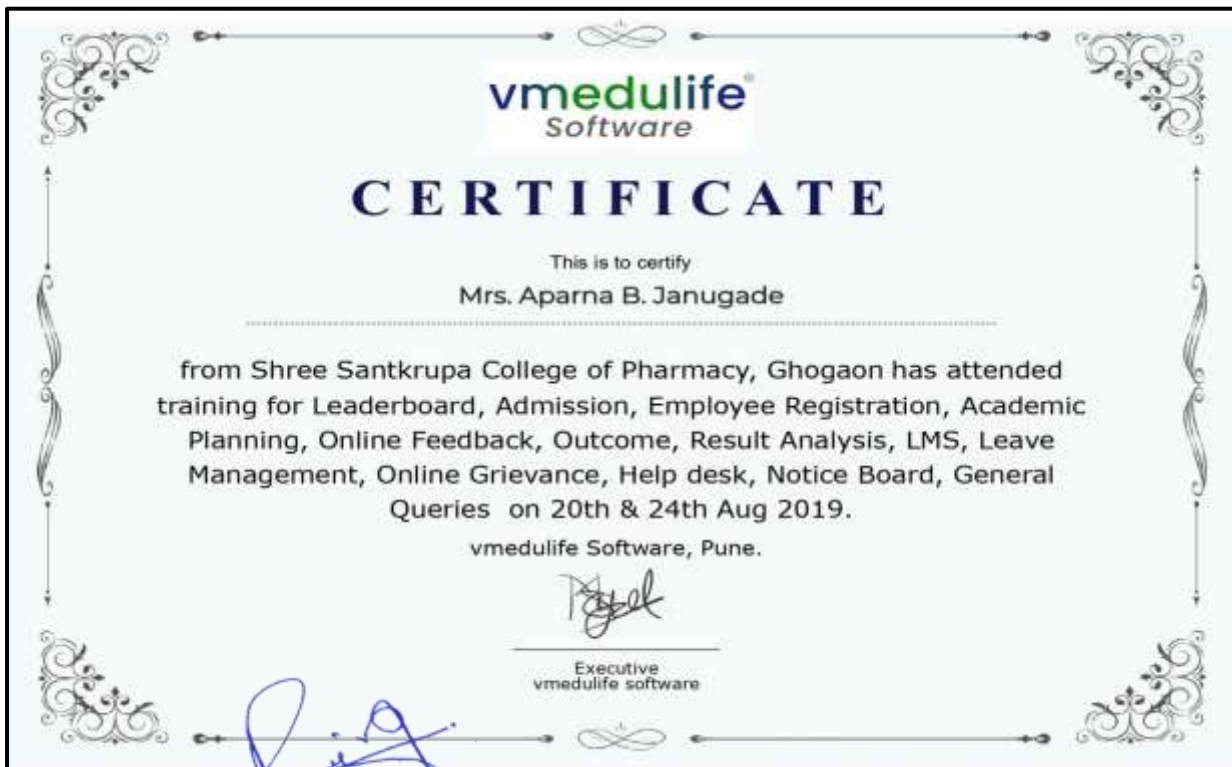 vmedulife®
Software
CERTIFICATE
This is to certify
Mrs. Aparna B. Janugade
from Shree Santkrupa College of Pharmacy, Ghogaon has attended
training for Leaderboard, Admission, Employee Registration, Academic
Planning, Online Feedback, Outcome, Result Analysis, LMS, Leave
Management, Online Grievance, Help desk, Notice Board, General
Queries on 20th & 24th Aug 2019.
vmedulife Software, Pune.
Executive
vmedulife software